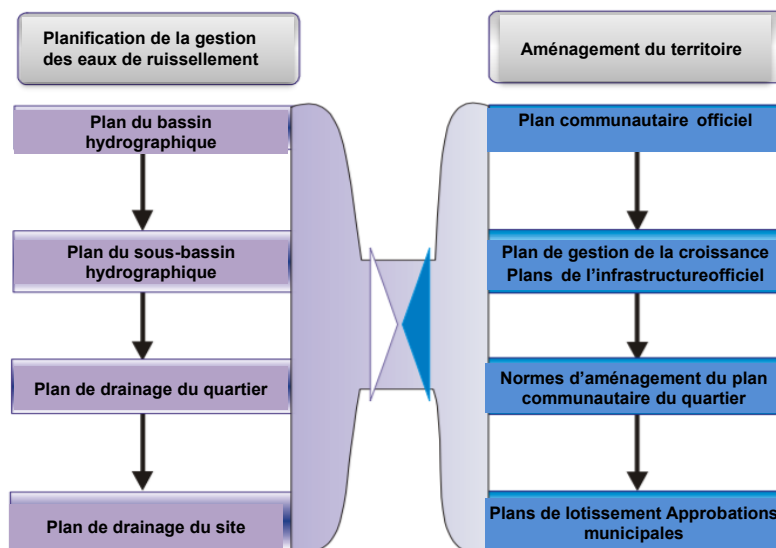 Planification de la gestion
des eaux de ruissellement
Plan du bassin
hydrographique
Plan du sous-bassin
hydrographique
Plan de drainage du quartier
Plan de drainage du site
Aménagement du territoire
Plan communautaire officiel
Plan de gestion de la croissance
Plans de l’infrastructureofficiel
Normes d’aménagement du plan
communautaire du quartier
Plans de lotissement Approbations
municipales